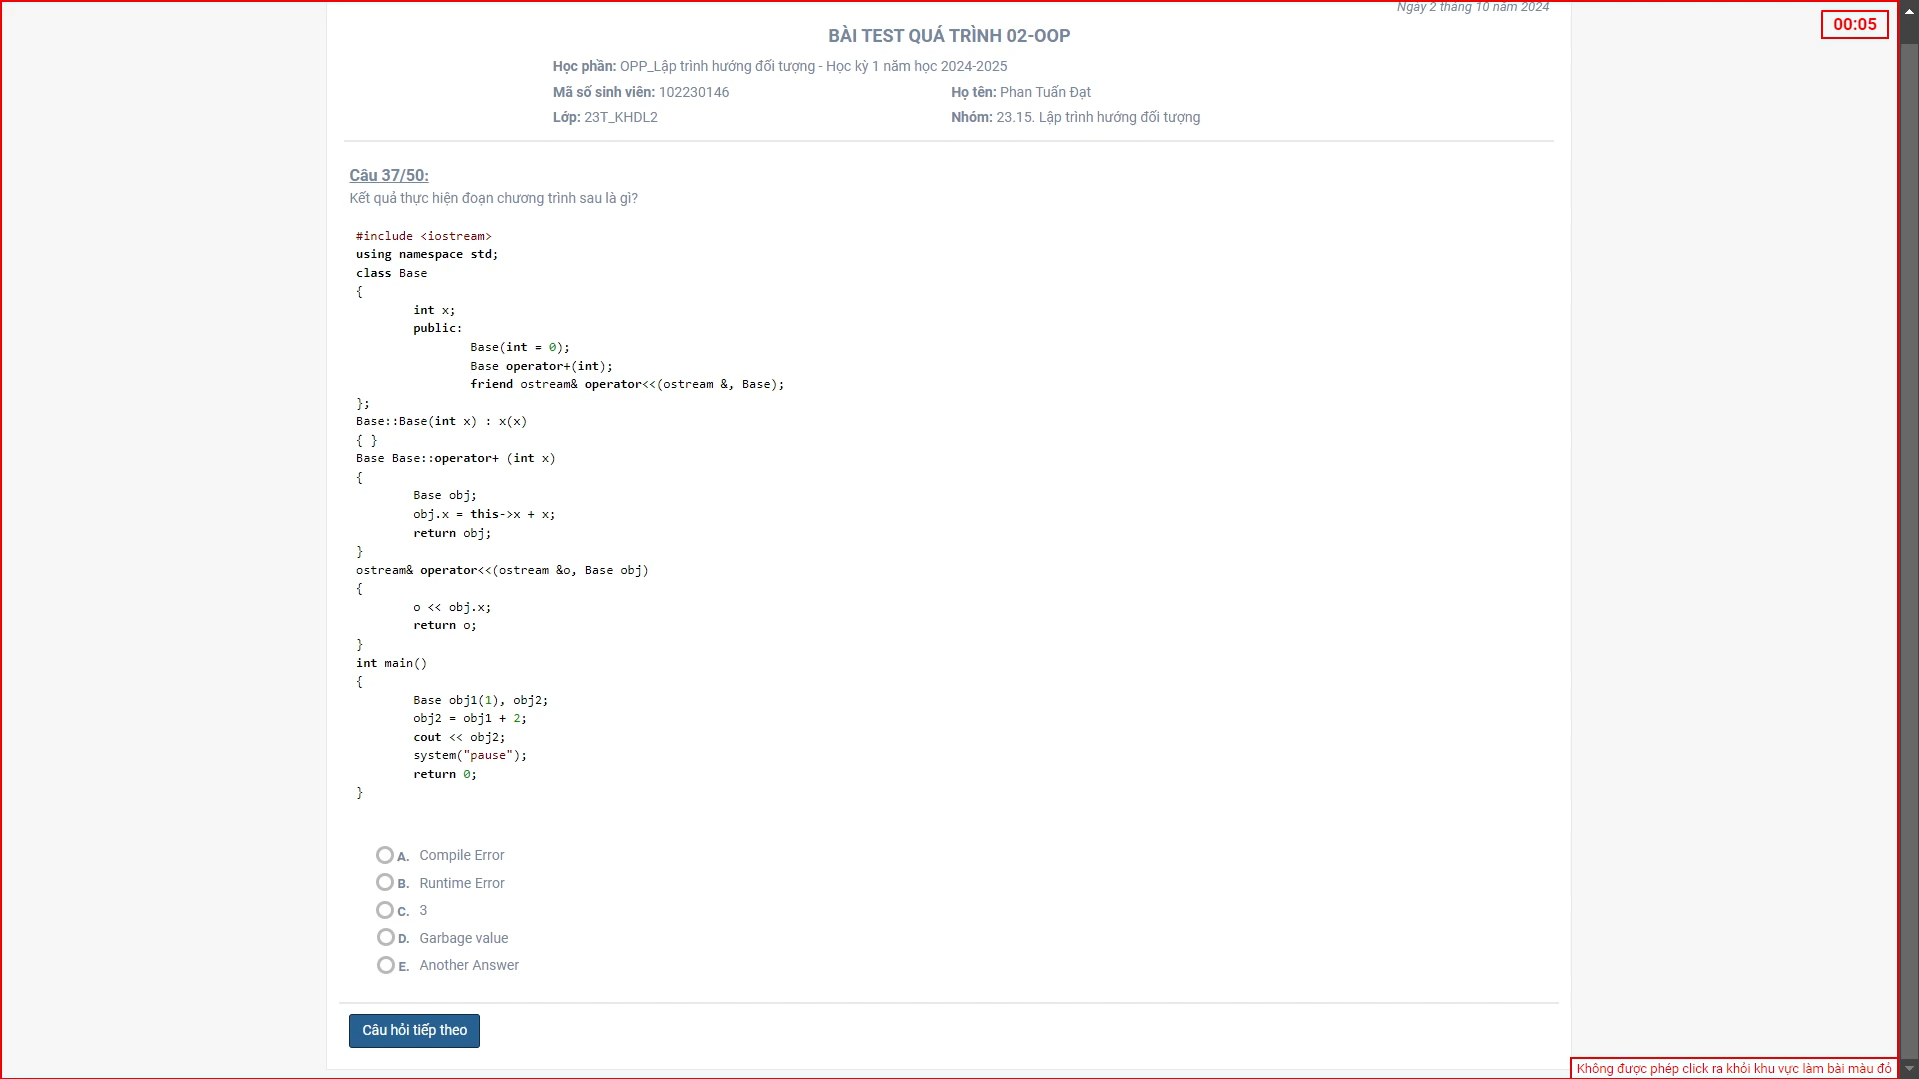 Ngày 2 tháng 10 năm 2024
00:05
BÀI TEST QUÁ TRÌNH 02-OOP
Học phần: OPP_Lập trình hướng đối tượng - Học kỳ 1 năm học 2024-2025
Mã số sinh viên: 102230146
Họ tên: Phan Tuấn Đạt
Lớp: 23T_KHDL2
Nhóm: 23.15. Lập trình hướng đối tượng
Câu 37/50:
Kết quả thực hiện đoạn chương trình sau là gì?
#include <iostream>
using namespace std;
class Base
{
        int x;
        public:
                Base(int = 0);
                Base operator+(int);
                friend ostream& operator<<(ostream &, Base);
};
Base::Base(int x) : x(x)
{ }
Base Base::operator+ (int x)
{
        Base obj;
        obj.x = this->x + x;
        return obj;
}
ostream& operator<<(ostream &o, Base obj)
{
        o << obj.x;
        return o;
}
int main()
{
        Base obj1(1), obj2;
        obj2 = obj1 + 2;
        cout << obj2;
        system("pause");
        return 0;
}
A. Compile Error
B. Runtime Error
C. 3
D. Garbage value
E. Another Answer
Câu hỏi tiếp theo
Không được phép click ra khỏi khu vực làm bài màu đỏ